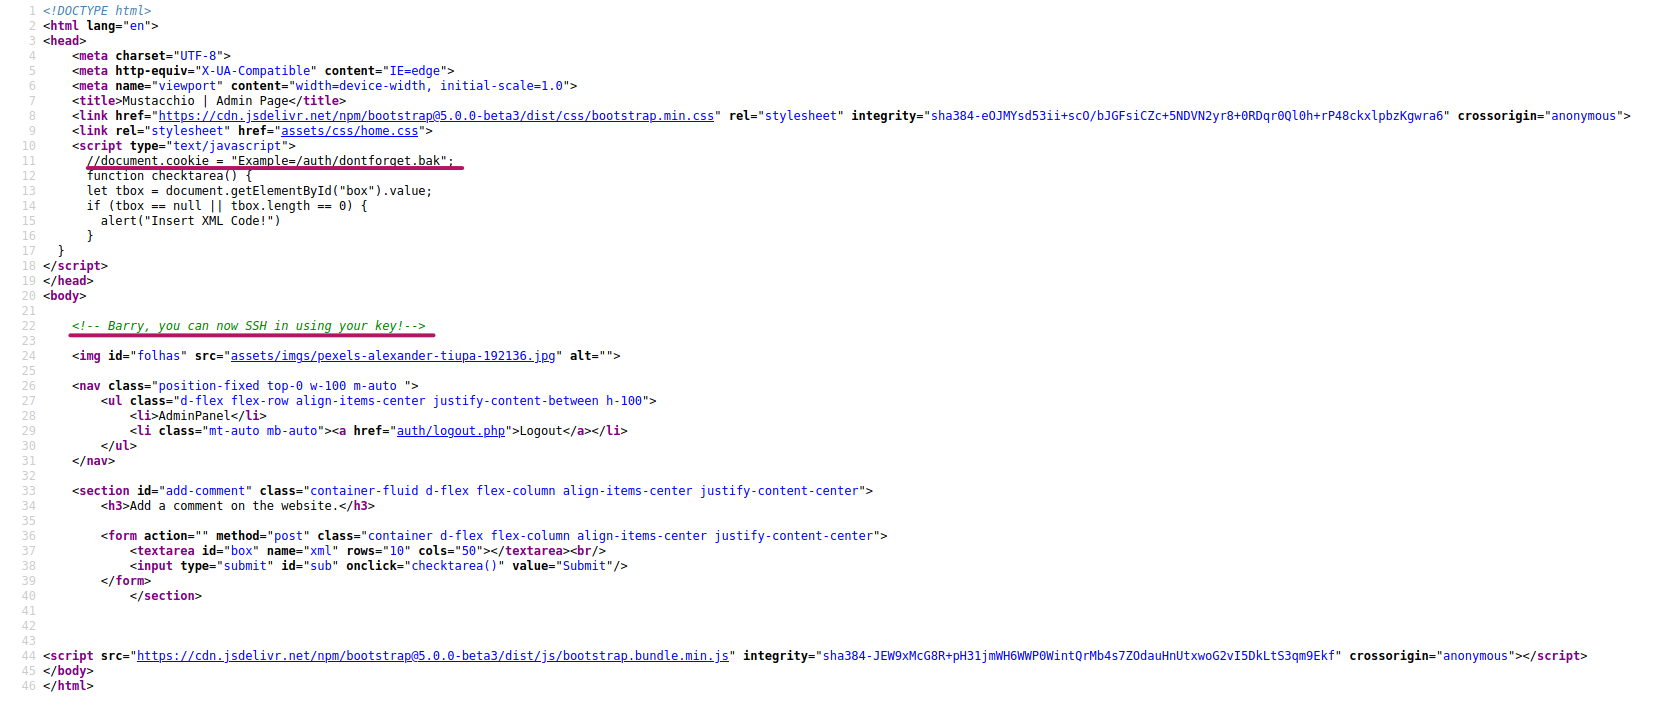 1 <!DOCTYPE html>
2 <html lang="en">
3 <head>
4     <meta charset="UTF-8">
5     <meta http-equiv="X-UA-Compatible" content="IE=edge">
6     <meta name="viewport" content="width=device-width, initial-scale=1.0">
7     <title>Mustacchio | Admin Page</title>
8     <link href="https://cdn.jsdelivr.net/npm/bootstrap@5.0.0-beta3/dist/css/bootstrap.min.css" rel="stylesheet" integrity="sha384-eOJMYsd53ii+scO/bJGFsiCZc+5NDVN2yr8+0RDqr0Ql0h+rP48ckxlpbzKgwra6" crossorigin="anonymous">
9     <link rel="stylesheet" href="assets/css/home.css">
10     <script type="text/javascript">
11       //document.cookie = "Example=/auth/dontforget.bak";
12       function checktarea() {
13       let tbox = document.getElementById("box").value;
14       if (tbox == null || tbox.length == 0) {
15         alert("Insert XML Code!")
16       }
17   }
18 </script>
19 </head>
20 <body>
21
22     <!-- Barry, you can now SSH in using your key!-->
23
24     <img id="folhas" src="assets/imgs/pexels-alexander-tiupa-192136.jpg" alt="">
25
26     <nav class="position-fixed top-0 w-100 m-auto ">
27         <ul class="d-flex flex-row align-items-center justify-content-between h-100">
28             <li>AdminPanel</li>
29             <li class="mt-auto mb-auto"><a href="auth/logout.php">Logout</a></li>
30         </ul>
31     </nav>
32
33     <section id="add-comment" class="container-fluid d-flex flex-column align-items-center justify-content-center">
34         <h3>Add a comment on the website.</h3>
35
36         <form action="" method="post" class="container d-flex flex-column align-items-center justify-content-center">
37             <textarea id="box" name="xml" rows="10" cols="50"></textarea><br/>
38             <input type="submit" id="sub" onclick="checktarea()" value="Submit"/>
39         </form>
40             </section>
41
42
43
44 <script src="https://cdn.jsdelivr.net/npm/bootstrap@5.0.0-beta3/dist/js/bootstrap.bundle.min.js" integrity="sha384-JEW9xMcG8R+pH31jmWH6WWP0WintQrMb4s7ZOdauHnUtxwoG2vI5DkLtS3qm9Ekf" crossorigin="anonymous"></script>
45 </body>
46 </html>